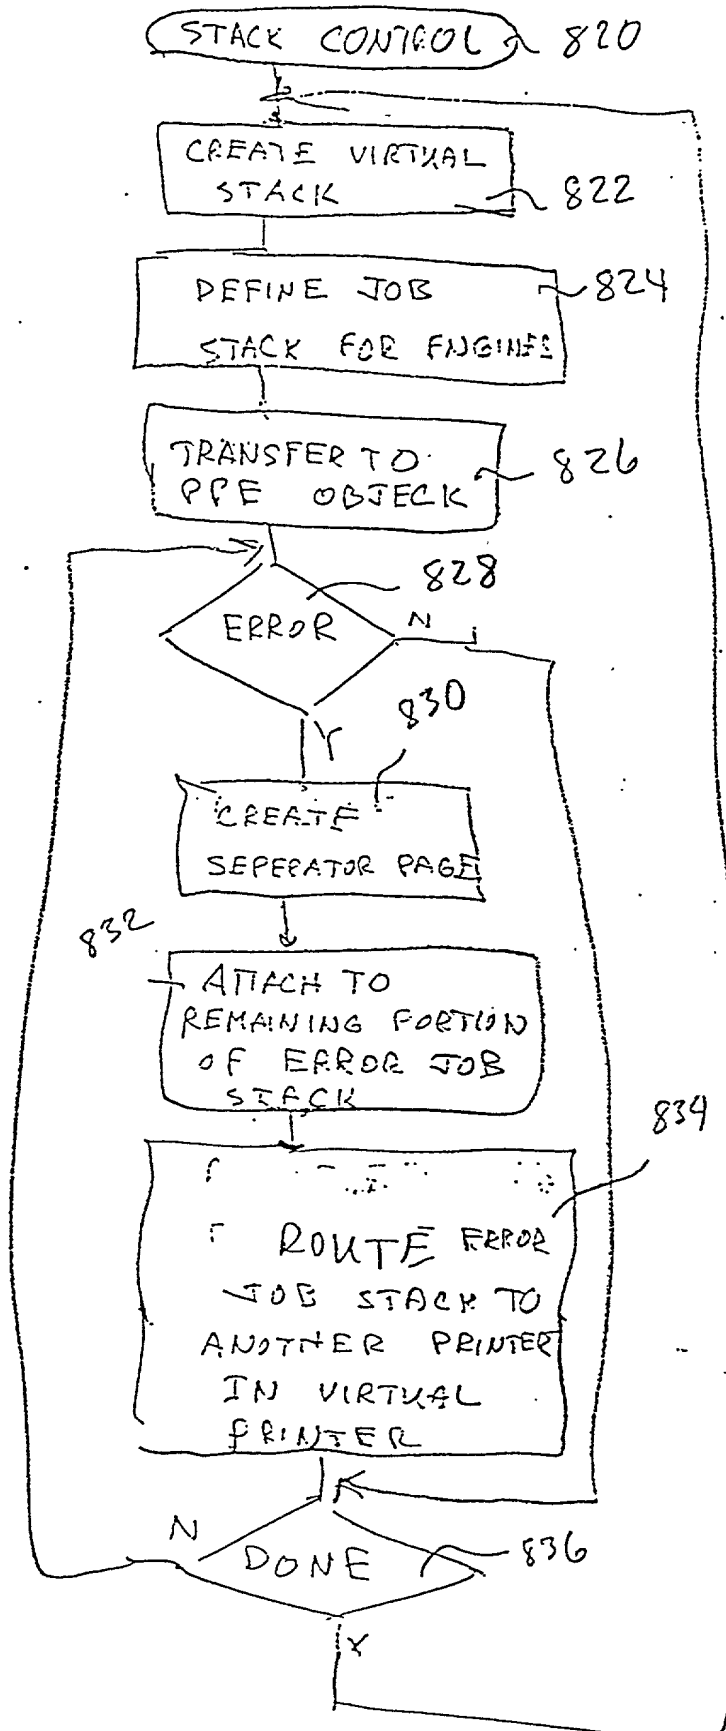 STACK CONTROL 820
CREATE VIRTUAL
STACK 822
DEFINE JOB 824
STACK FOR ENGINES
TRANSFER TO 826
PPE OBJECK
828
ERROR N
Y
830
CREATE
SEPERATOR PAGE
832
ATTACH TO
REMAINING PORTION
OF ERROR JOB
STACK
834
ROUTE ERROR
JOB STACK TO
ANOTHER PRINTER
IN VIRTUAL
PRINTER
N
DONE 836
Y